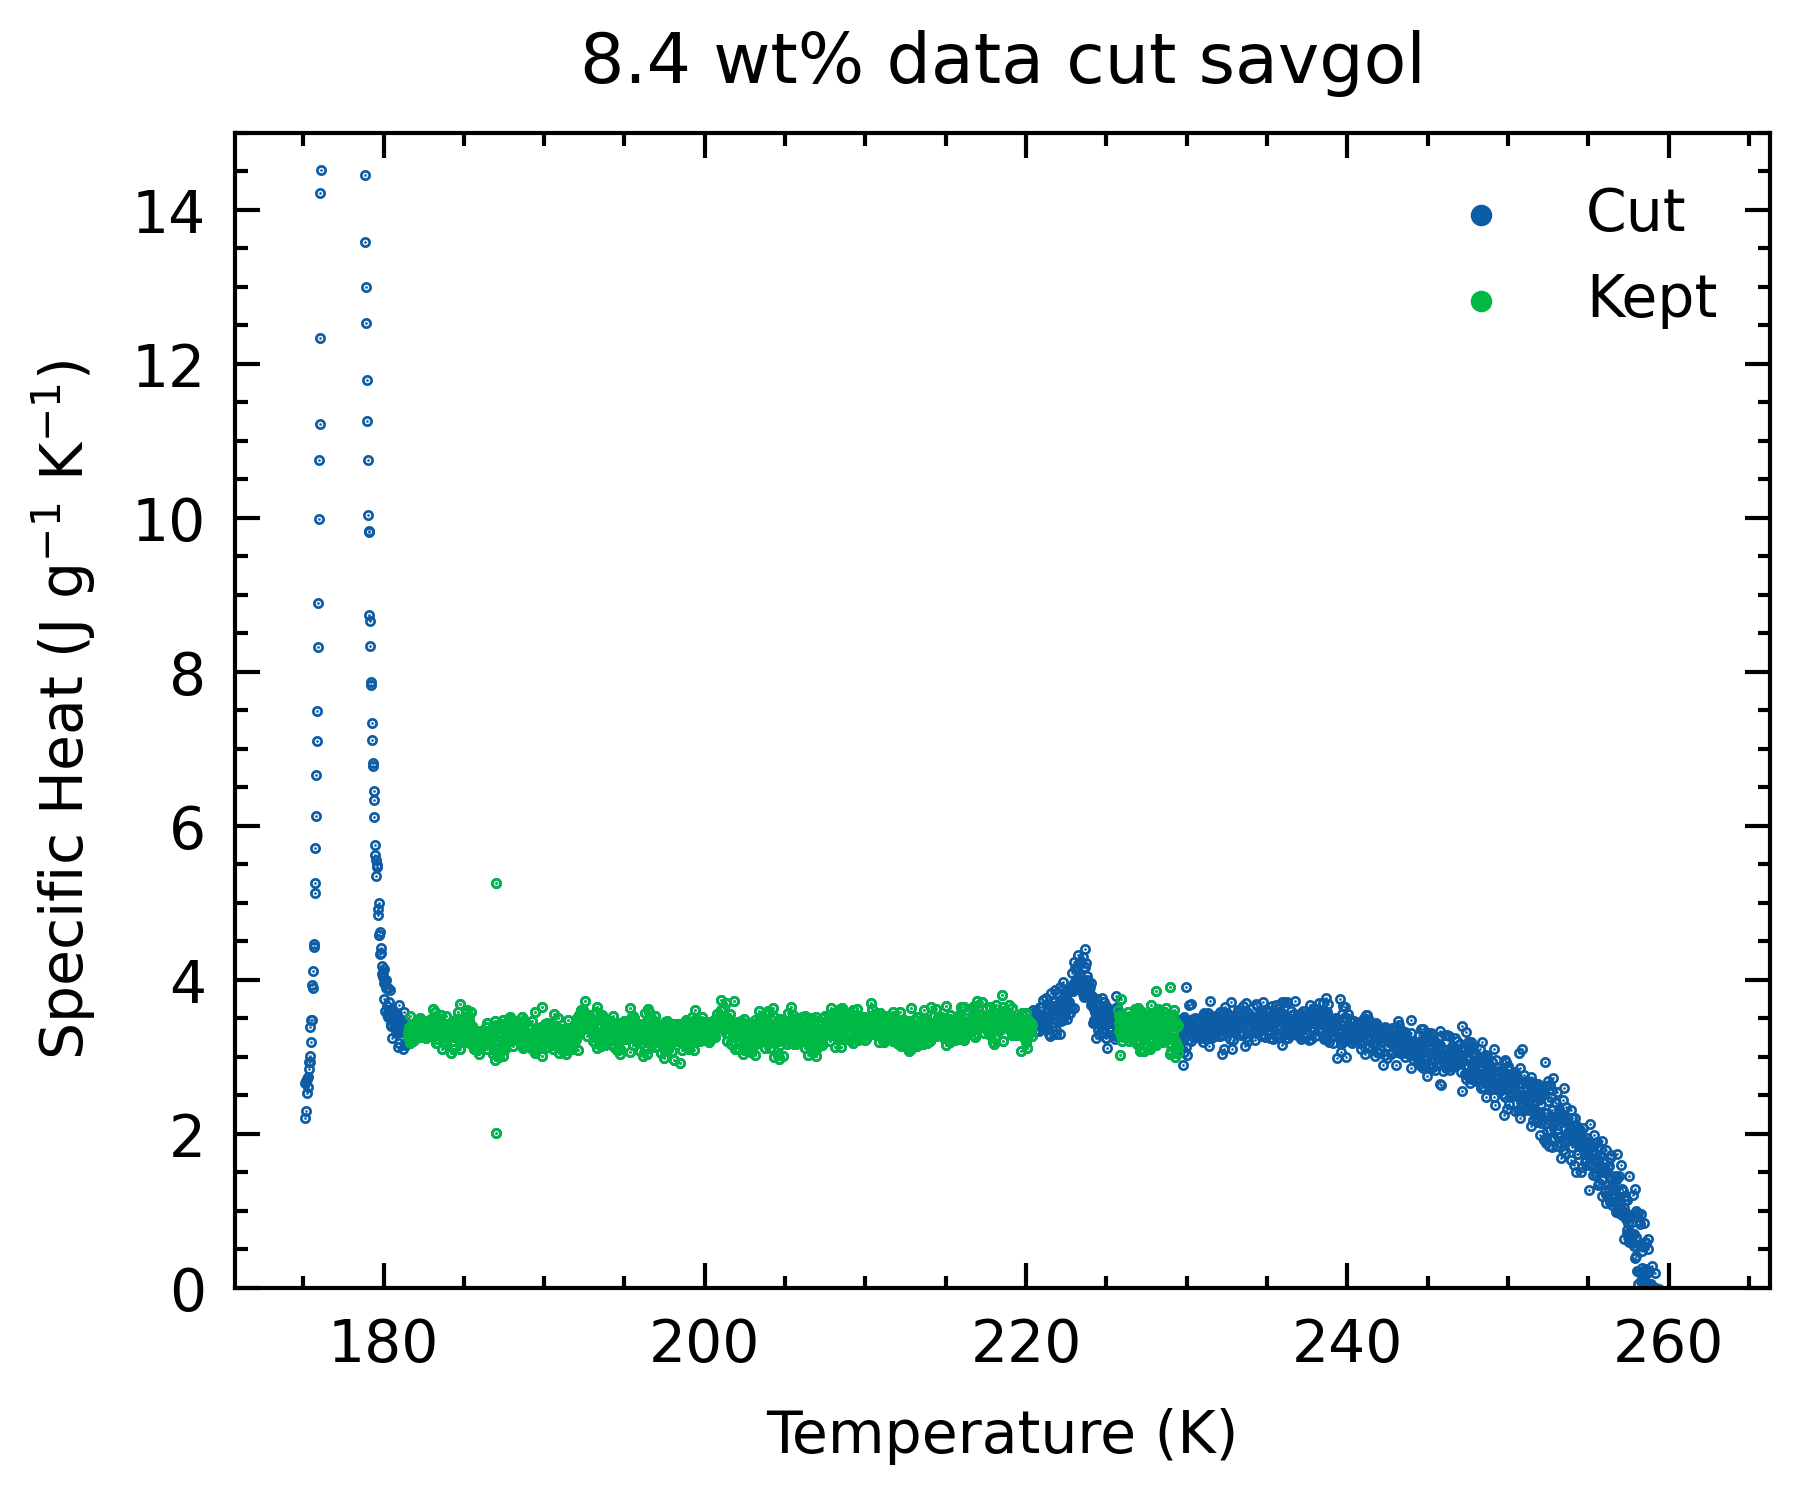 8.4 wt% data cut savgol
Cut
Kept
Specific Heat (J g⁻¹ K⁻¹)
14
12
10
8
6
4
2
0
180 200 220 240 260
Temperature (K)